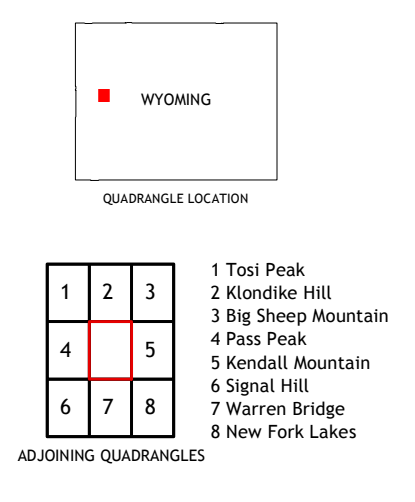 WYOMING
QUADRANGLE LOCATION
1 2 3
4 5
6 7 8
1 Tosi Peak
2 Klondike Hill
3 Big Sheep Mountain
4 Pass Peak
5 Kendall Mountain
6 Signal Hill
7 Warren Bridge
8 New Fork Lakes
ADJOINING QUADRANGLES